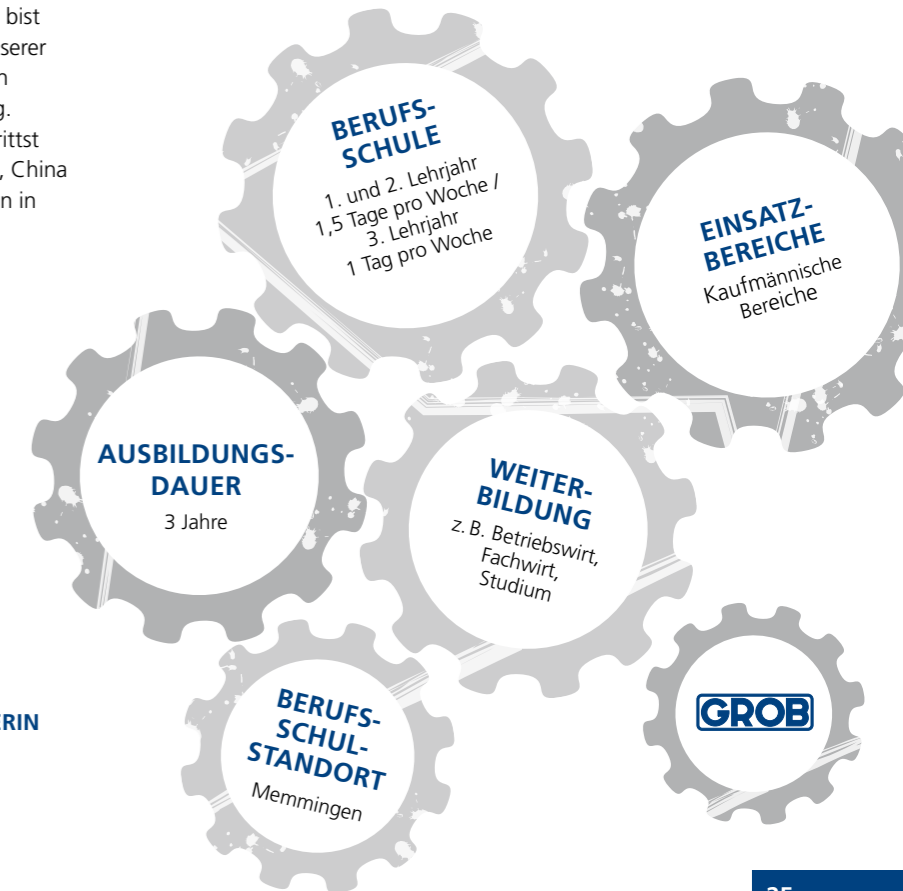 bist
serer
n
g.
rittst
, China
n in
BERUFS-
SCHULE
1. und 2. Lehrjahr
1,5 Tage pro Woche /
3. Lehrjahr
1 Tag pro Woche
EINSATZ-
BEREICHE
Kaufmännische
Bereiche
AUSBILDUNGS-
DAUER
3 Jahre
WEITER-
BILDUNG
z. B. Betriebswirt,
Fachwirt,
Studium
BERUFS-
SCHUL-
STANDORT
Memmingen
GROB
ERIN